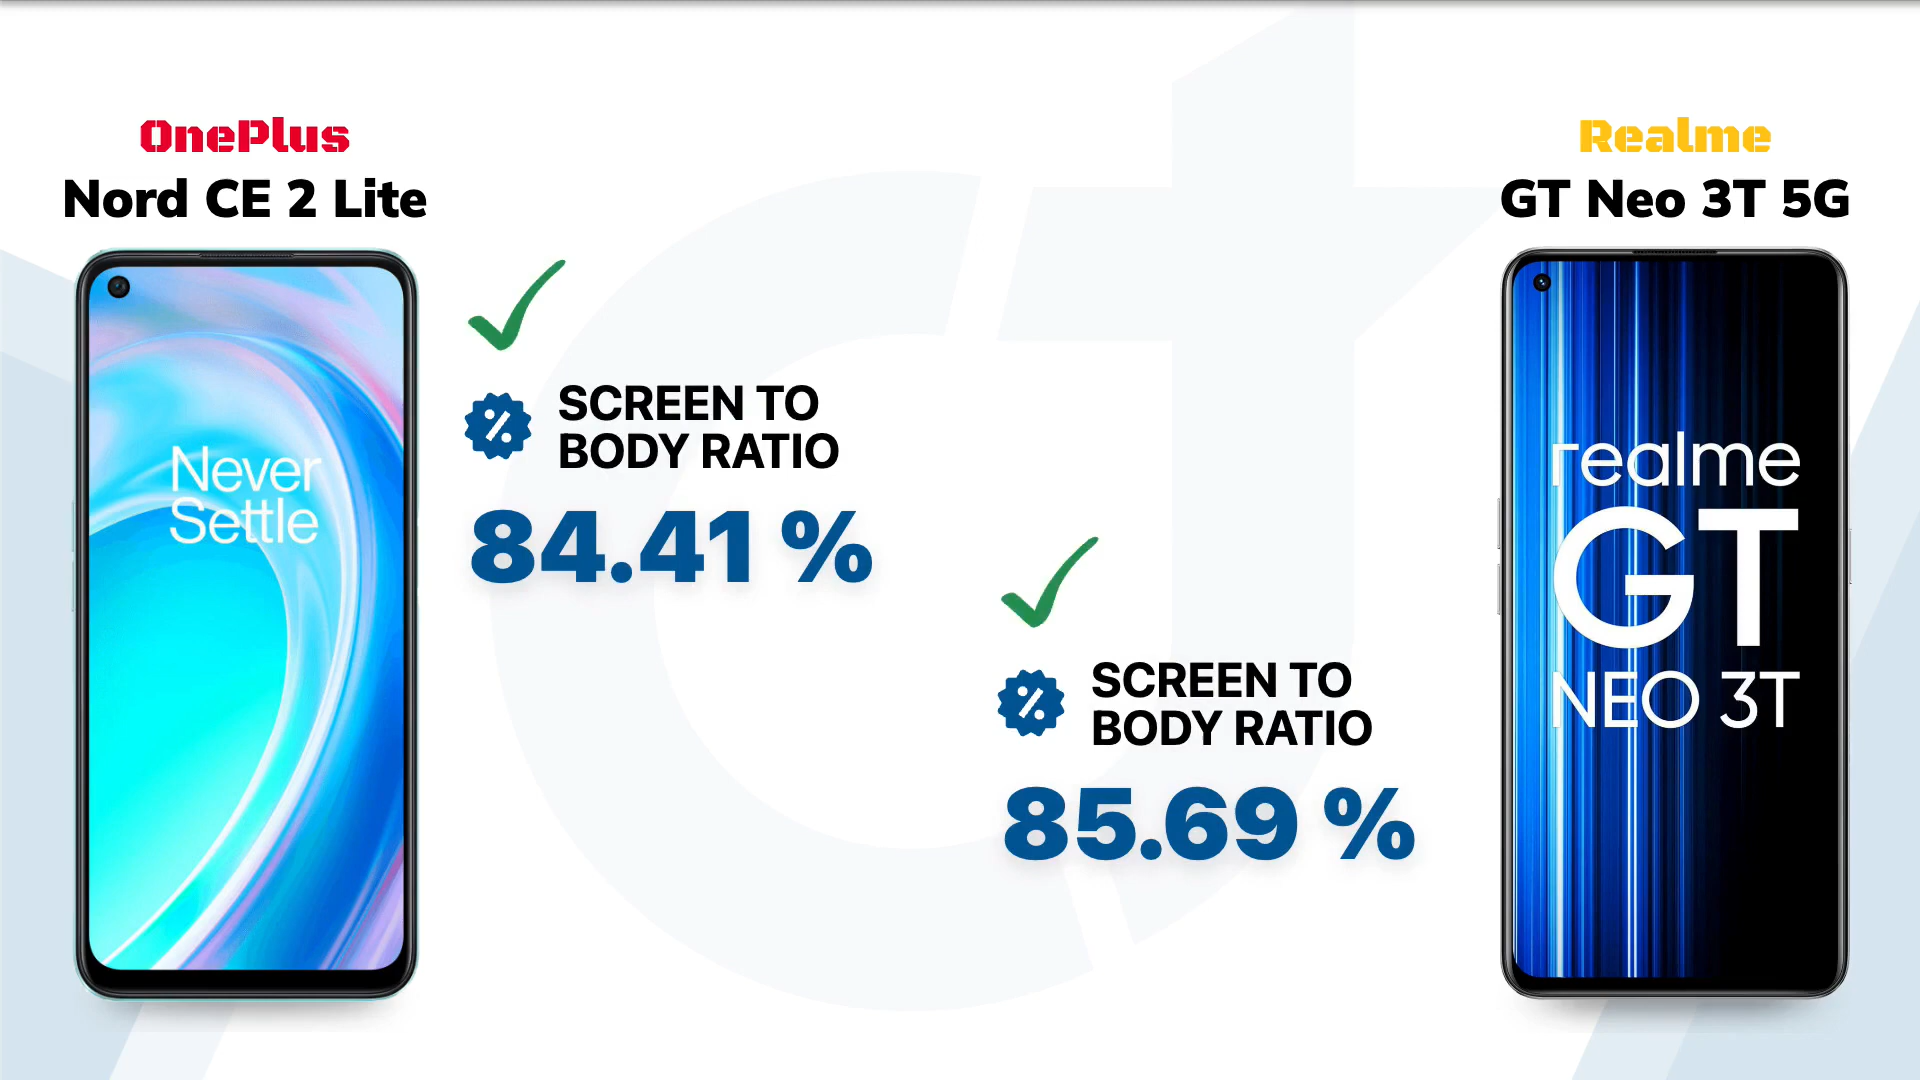 OnePlus
Nord CE 2 Lite
Never
Settle
SCREEN TO
BODY RATIO
84.41 %
Realme
GT Neo 3T 5G
realme
GT
NEO 3T
SCREEN TO
BODY RATIO
85.69 %